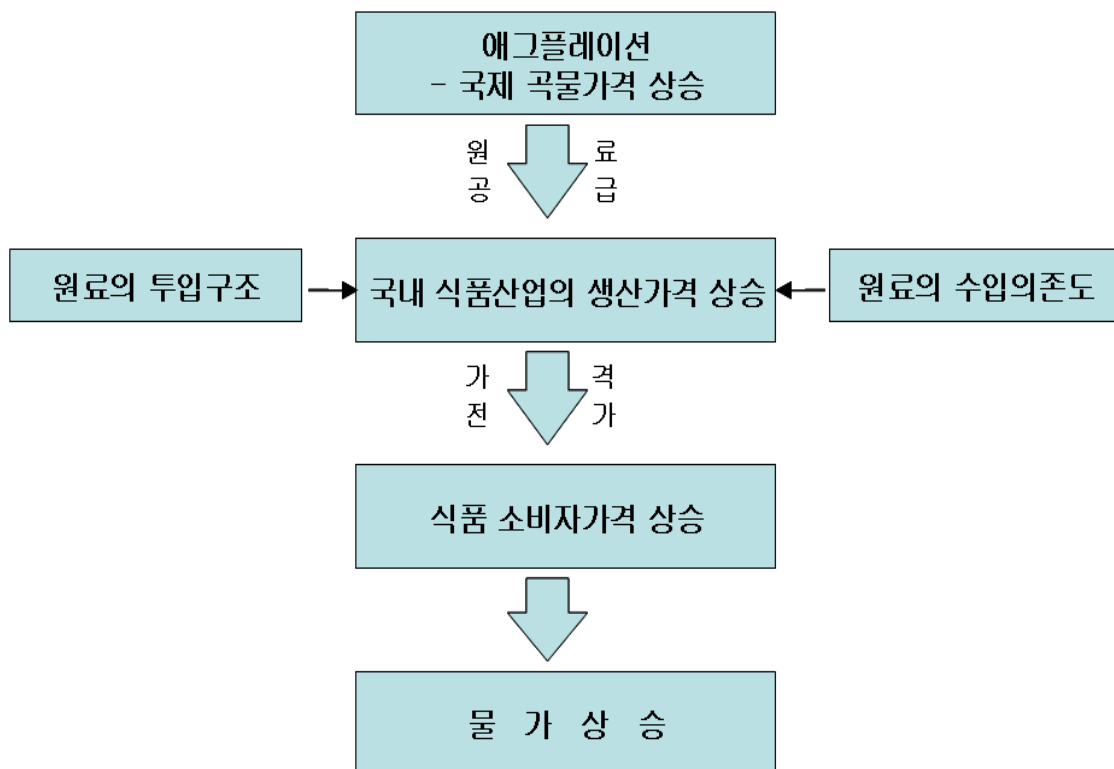 애그플레이션
- 국제 곡물가격 상승
원 료
공 급
원료의 투입구조
국내 식품산업의 생산가격 상승
원료의 수입의존도
가 격
전 가
식품 소비자가격 상승
물 가 상 승